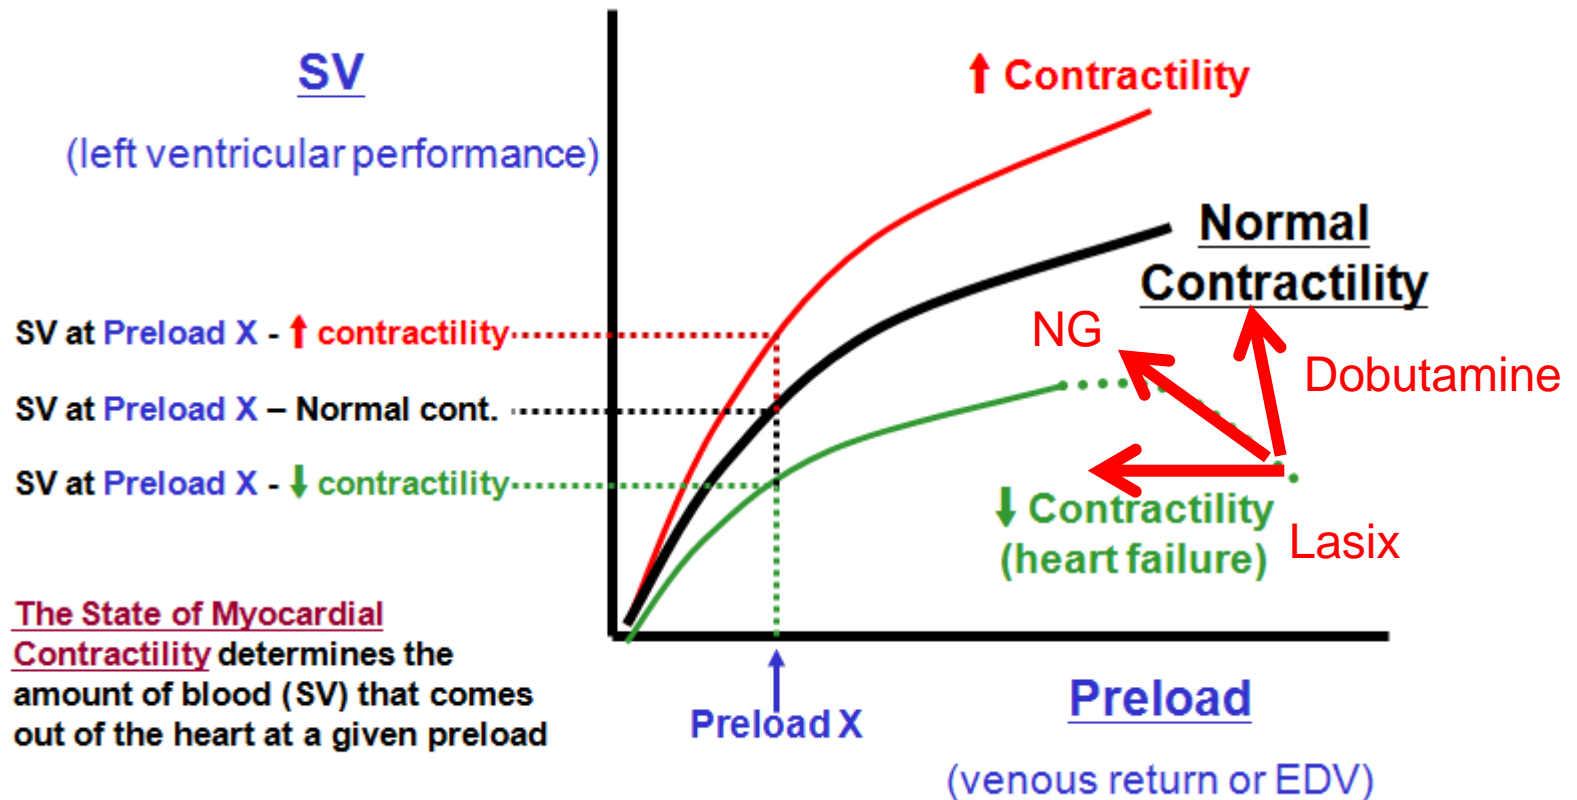 SV
(left ventricular performance)
↑ Contractility
Normal
Contractility
NG
Dobutamine
SV at Preload X - ↑ contractility
SV at Preload X – Normal cont.
SV at Preload X - ↓ contractility
↓ Contractility
(heart failure)
Lasix
The State of Myocardial
Contractility determines the
amount of blood (SV) that comes
out of the heart at a given preload
Preload X
Preload
(venous return or EDV)